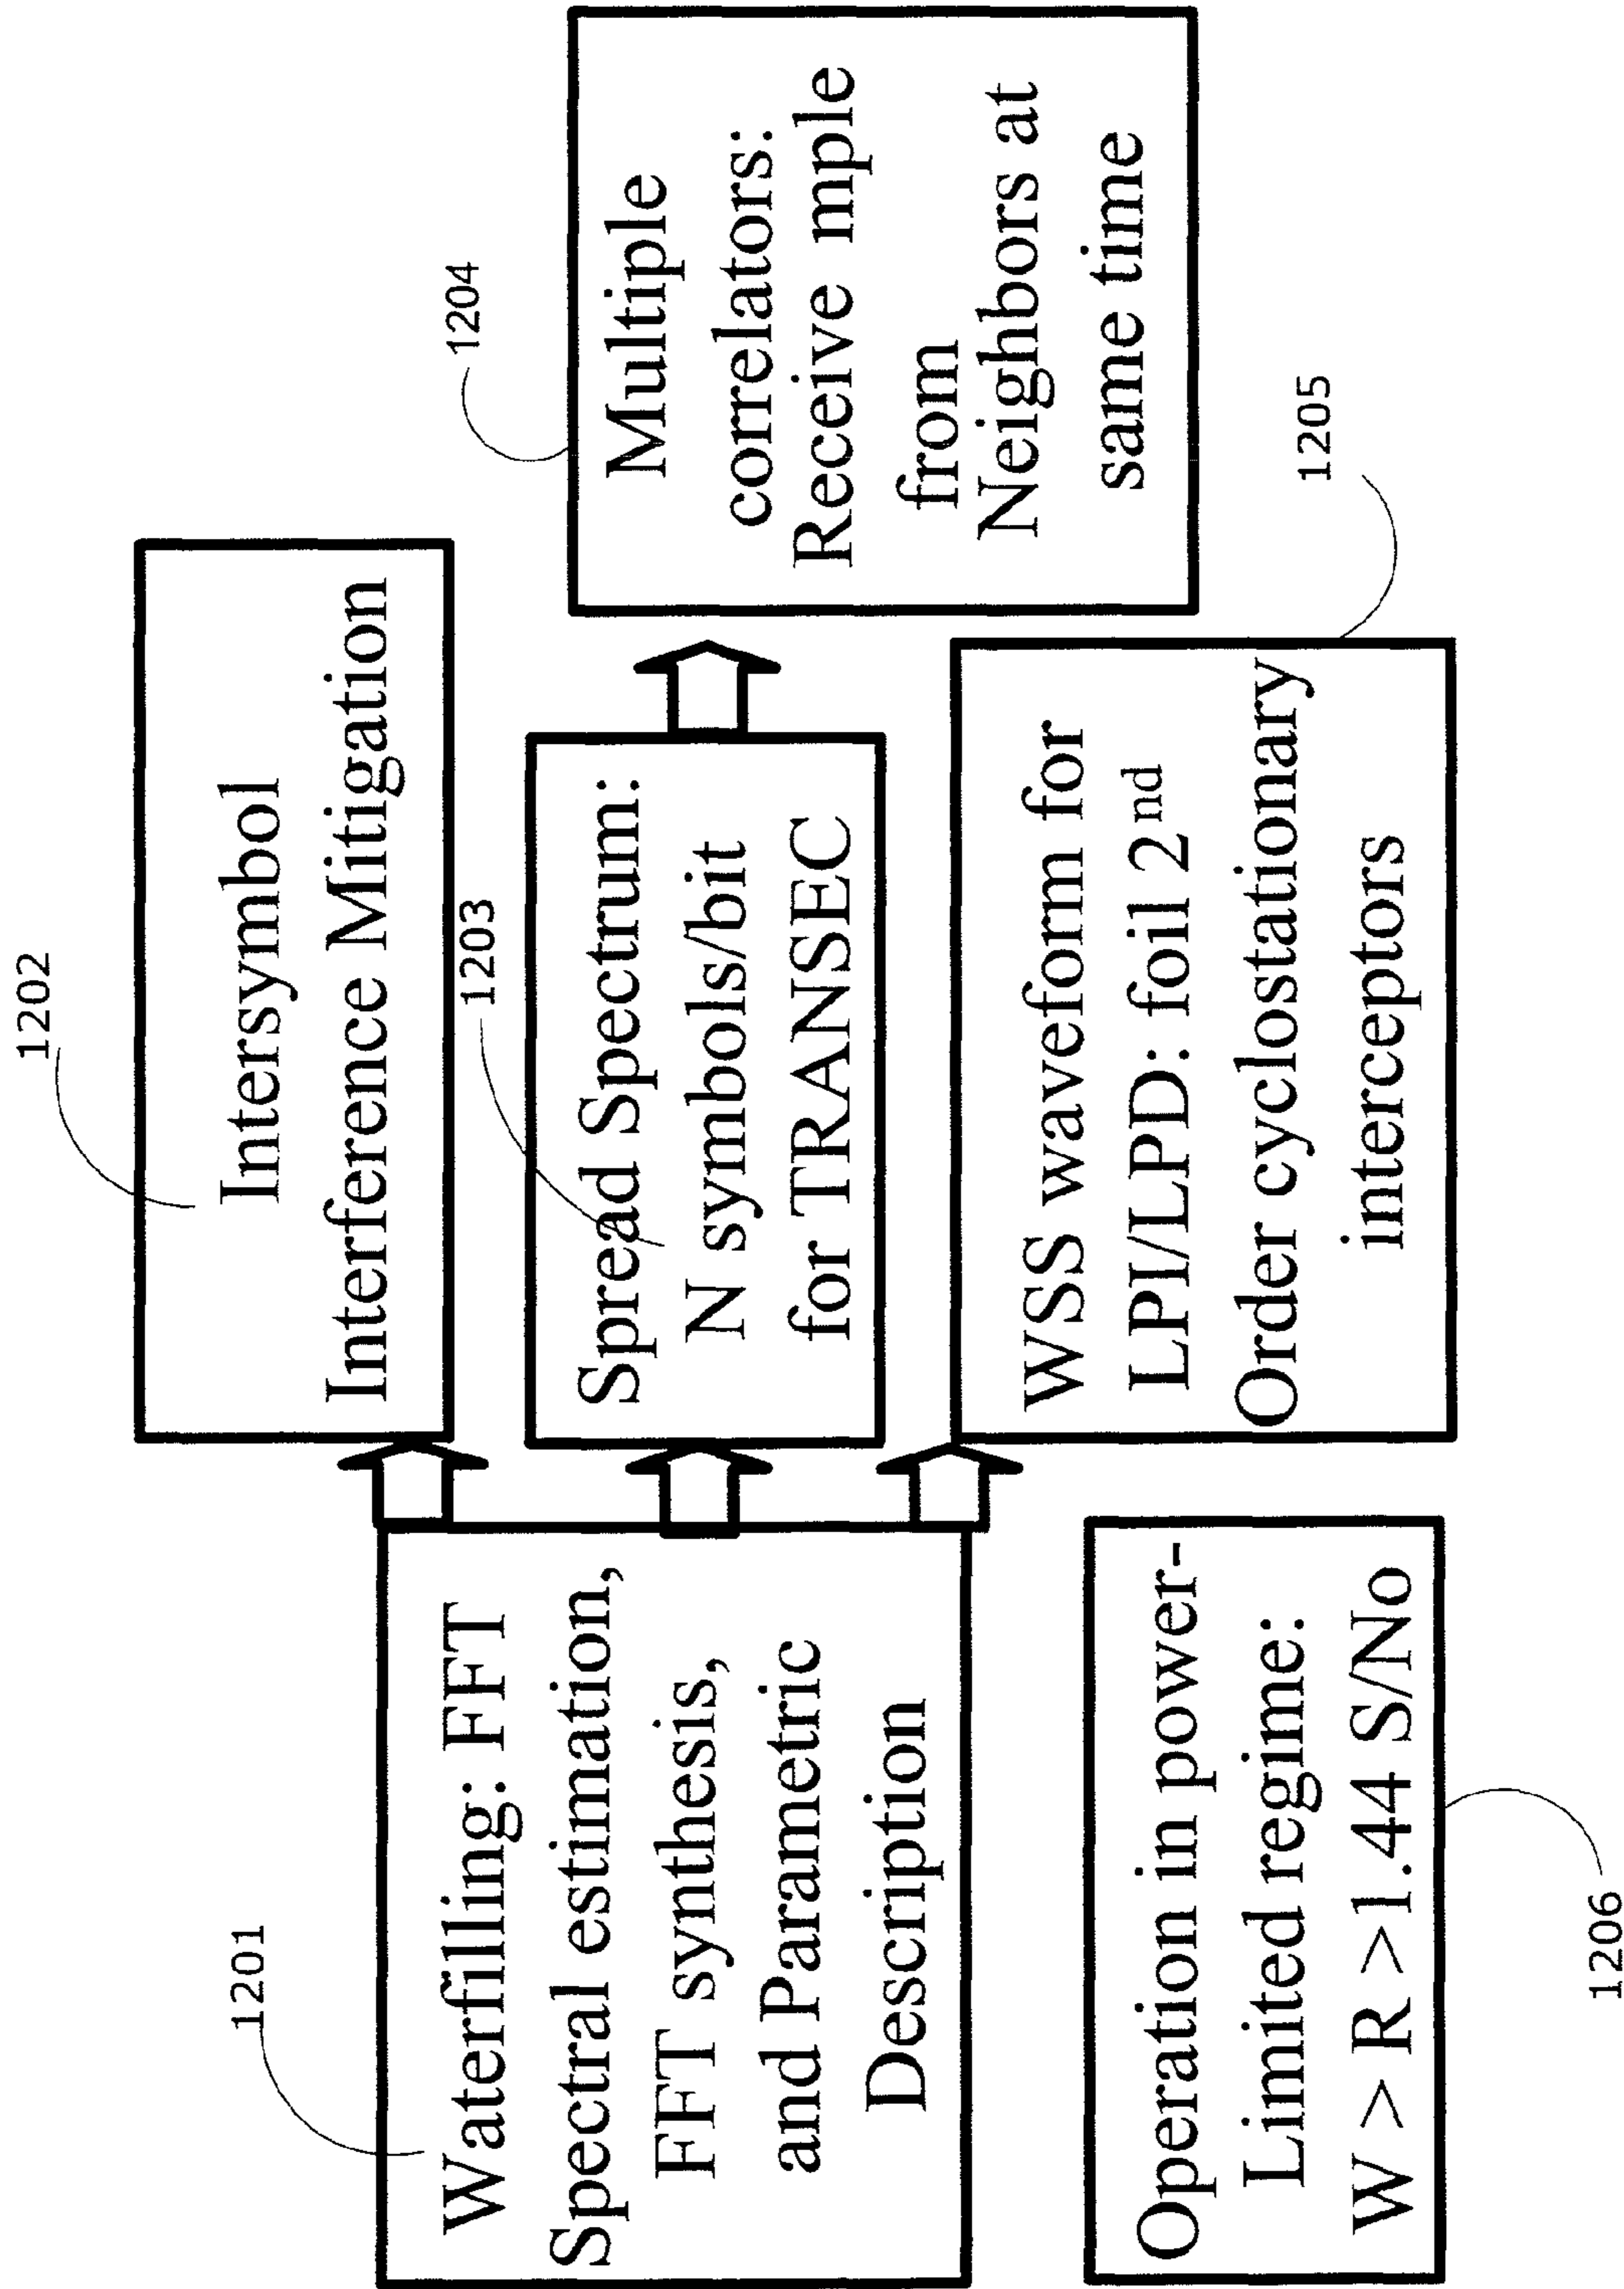 1201
Waterfilling: FFT
Spectral estimation,
FFT synthesis,
and Parametric
Description
1202
Intersymbol
Interference Mitigation
1203
Spread Spectrum:
N symbols/bit
for TRANSEC
1204
Multiple
correlators:
Receive mple
from
Neighbors at
same time
WSS waveform for
LPI/LPD: foil 2nd
Order cyclostationary
interceptors
1205
Operation in power-
Limited regime:
W > R >1.44 S/No
1206